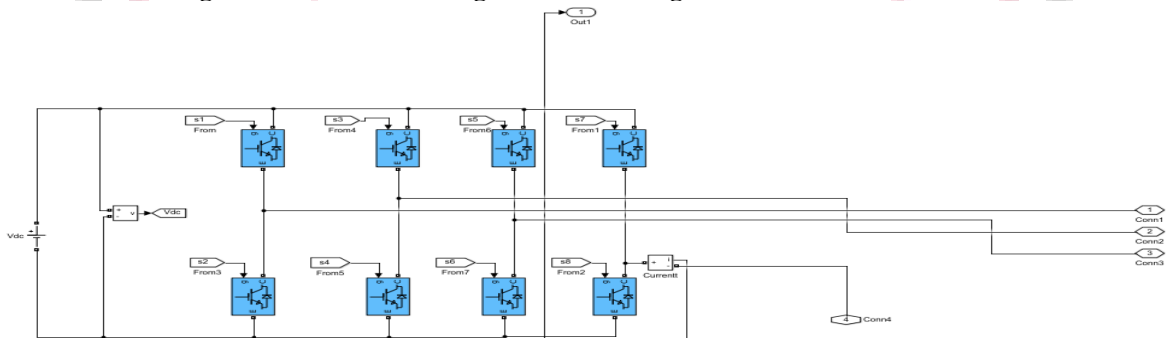 1
Out1
s1
From
s3
From4
s5
From6
s7
From1
g C
E
g C
E
g C
E
g C
E
+
-
v
Vdc
Vdc
+
1
Conn1
2
Conn2
3
Conn3
s2
From3
s4
From5
s6
From7
s8
From2
+
-
i
Currentt
g C
E
g C
E
g C
E
g C
E
4
Conn4